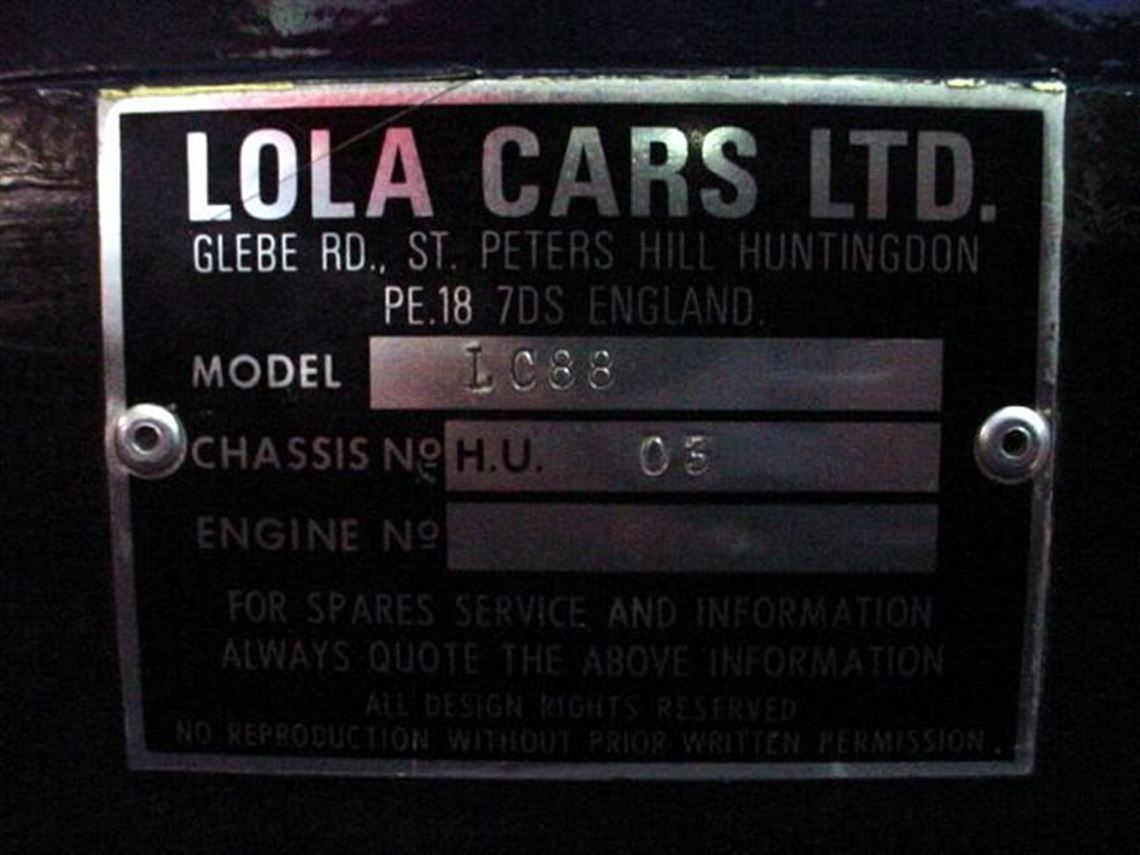 LOLA CARS LTD.
GLEBE RD., ST. PETERS HILL HUNTINGDON
PE.18 7DS ENGLAND.
MODEL LC88
CHASSIS Nº H.U. 03
ENGINE Nº
FOR SPARES SERVICE AND INFORMATION
ALWAYS QUOTE THE ABOVE INFORMATION
ALL DESIGN RIGHTS RESERVED
NO REPRODUCTION WITHOUT PRIOR WRITTEN PERMISSION.